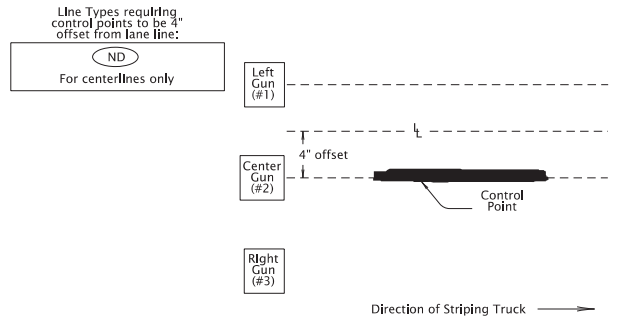 Line Types requiring
control points to be 4"
offset from lane line:
ND
For centerlines only
Left
Gun
(#1)
LL
4" offset
Center
Gun
(#2)
Control
Point
Right
Gun
(#3)
Direction of Striping Truck